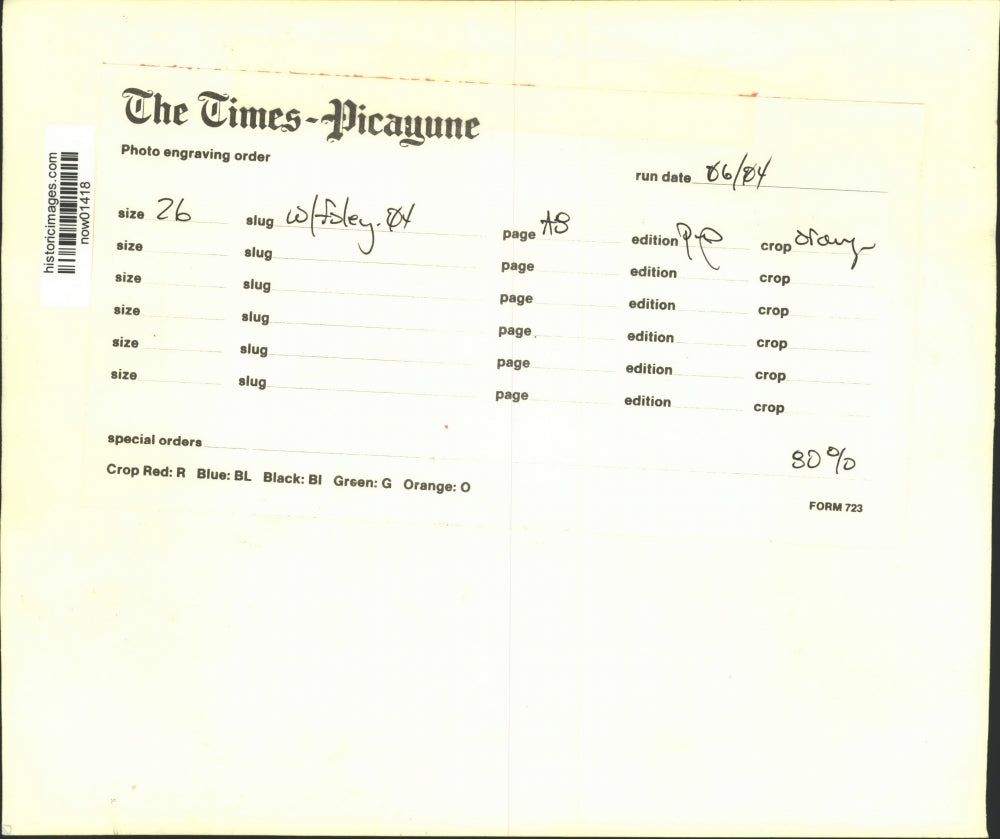 The Times-Picayune
Photo engraving order
run date 06/04
historicimages.com
now01418
size 26 slug w/foley.04 page A8 edition crop orange
size slug page edition crop
size slug page edition crop
size slug page edition crop
size slug page edition crop
size slug page edition crop
special orders
80%
Crop Red: R Blue: BL Black: Bl Green: G Orange: O
FORM 723